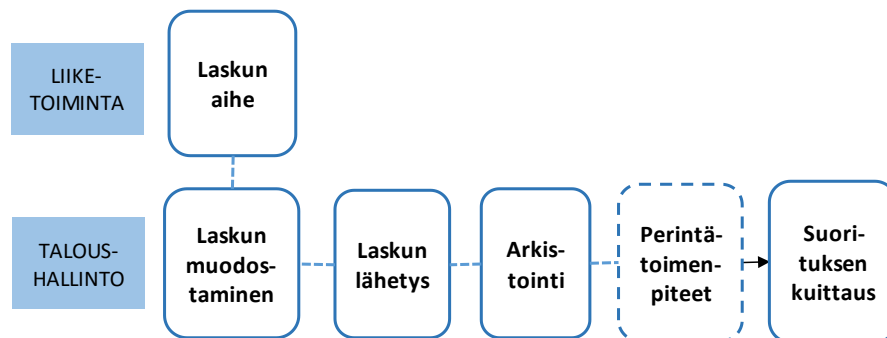 LIIKE-
TOIMINTA
Laskun
aihe
TALOUS-
HALLINTO
Laskun
muodos-
taminen
Laskun
lähetys
Arkis-
tointi
Perintä-
toimen-
piteet
Suori-
tuksen
kuittaus